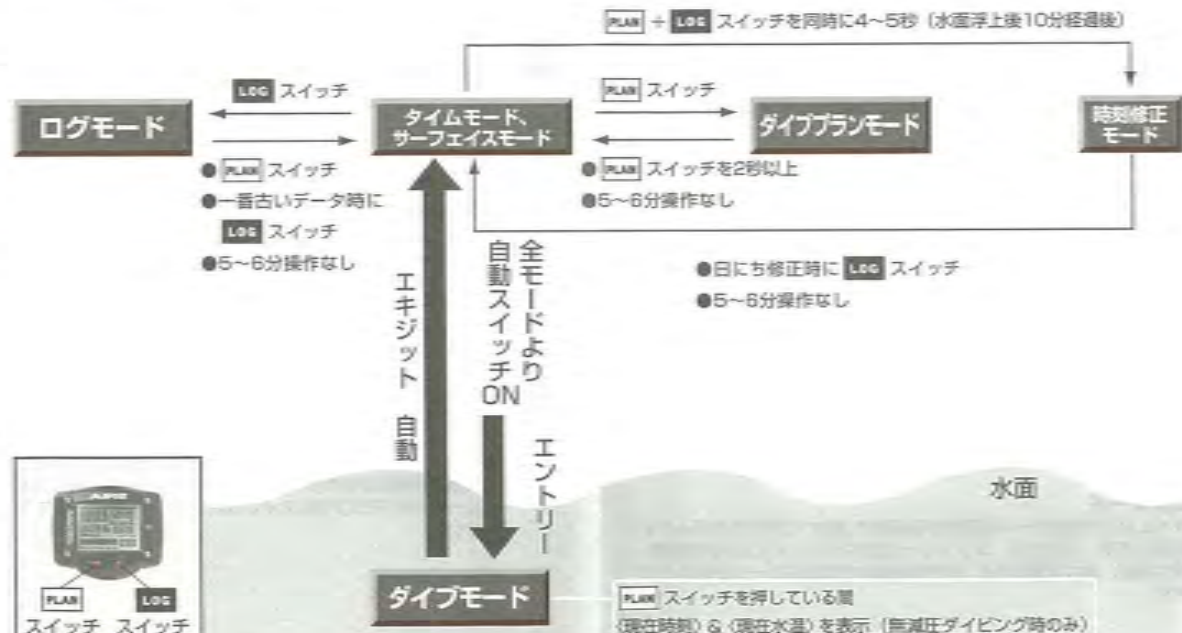 PLAN + LOG スイッチを同時に4〜5秒（水面浮上後10分経過後）
LOG スイッチ
PLAN スイッチ
ログモード
タイムモード、
サーフェイスモード
ダイブプランモード
時刻修正
モード
●PLAN スイッチ
●一番古いデータ時に
LOG スイッチ
●5〜6分操作なし
●PLAN スイッチを2秒以上
●5〜6分操作なし
●日にち修正時に LOG スイッチ
●5〜6分操作なし
エキジット 自動
全モードより
自動スイッチON
エントリー
水面
ダイブモード
PLAN スイッチを押している間
〈現在時刻〉&〈現在水温〉を表示（無減圧ダイビング時のみ）
PLAN
スイッチ
LOG
スイッチ